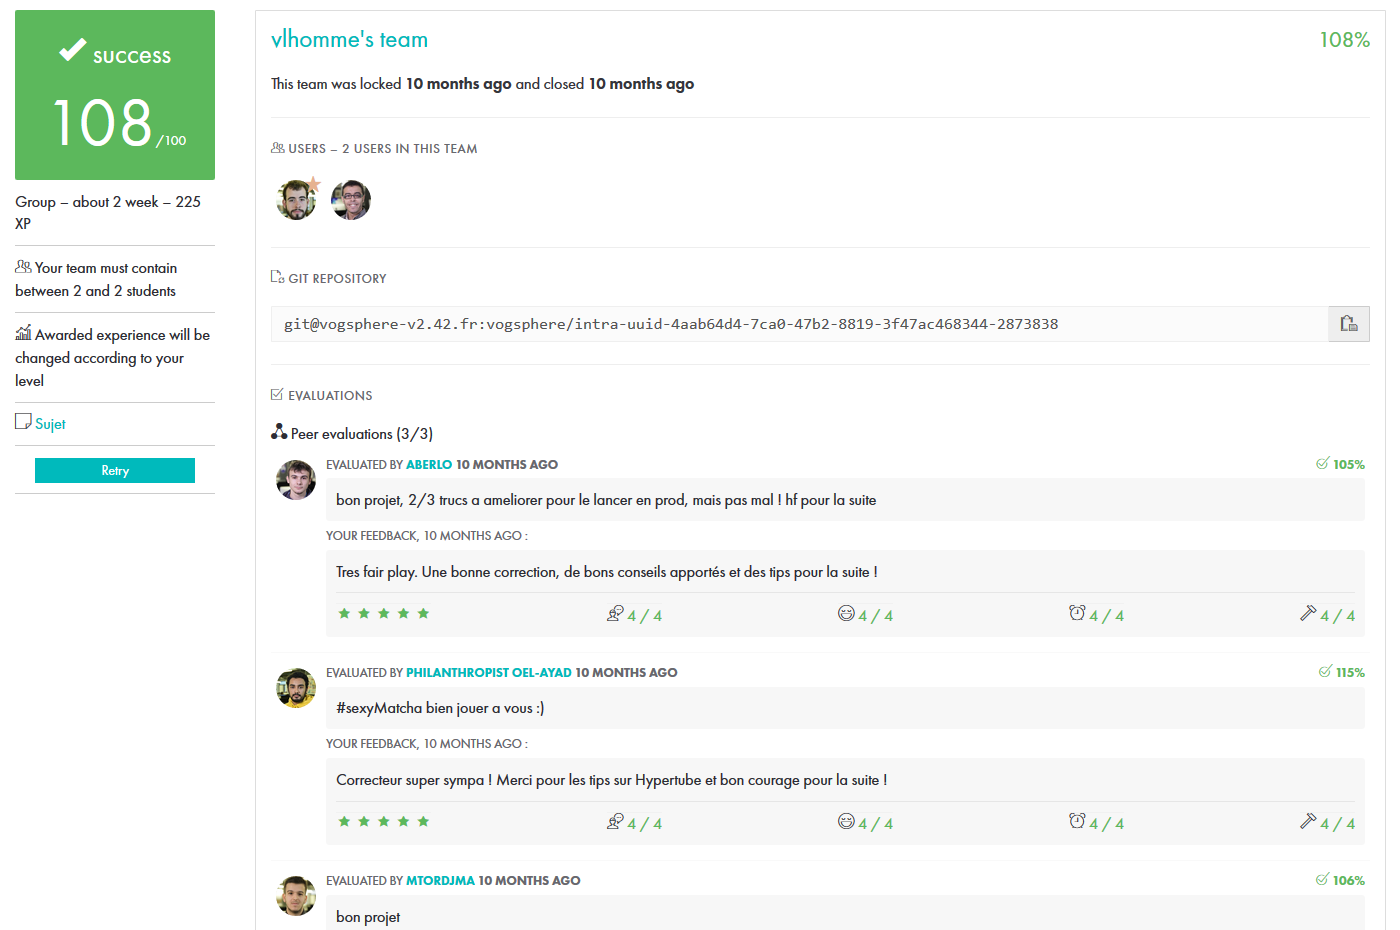 success
108/100
Group – about 2 week – 225
XP
Your team must contain
between 2 and 2 students
Awarded experience will be
changed according to your
level
Sujet
Retry
vlhomme's team
108%
This team was locked 10 months ago and closed 10 months ago
USERS – 2 USERS IN THIS TEAM
GIT REPOSITORY
git@vogsphere-v2.42.fr:vogsphere/intra-uuid-4aab64d4-7ca0-47b2-8819-3f47ac468344-2873838
EVALUATIONS
Peer evaluations (3/3)
EVALUATED BY ABERLO 10 MONTHS AGO
105%
bon projet, 2/3 trucs a ameliorer pour le lancer en prod, mais pas mal ! hf pour la suite
YOUR FEEDBACK, 10 MONTHS AGO :
Tres fair play. Une bonne correction, de bons conseils apportés et des tips pour la suite !
4 / 4 4 / 4 4 / 4 4 / 4
EVALUATED BY PHILANTHROPIST OEL-AYAD 10 MONTHS AGO
115%
#sexyMatcha bien jouer a vous :)
YOUR FEEDBACK, 10 MONTHS AGO :
Correcteur super sympa ! Merci pour les tips sur Hypertube et bon courage pour la suite !
4 / 4 4 / 4 4 / 4 4 / 4
EVALUATED BY MTORDJMA 10 MONTHS AGO
106%
bon projet